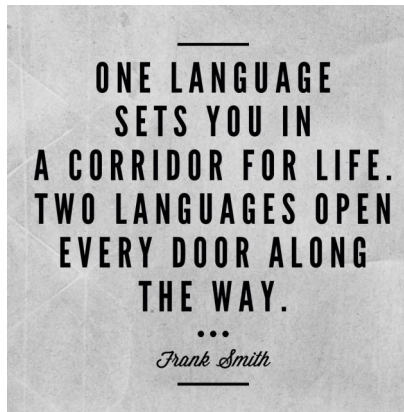 ONE LANGUAGE
SETS YOU IN
A CORRIDOR FOR LIFE.
TWO LANGUAGES OPEN
EVERY DOOR ALONG
THE WAY.
•••
Frank Smith